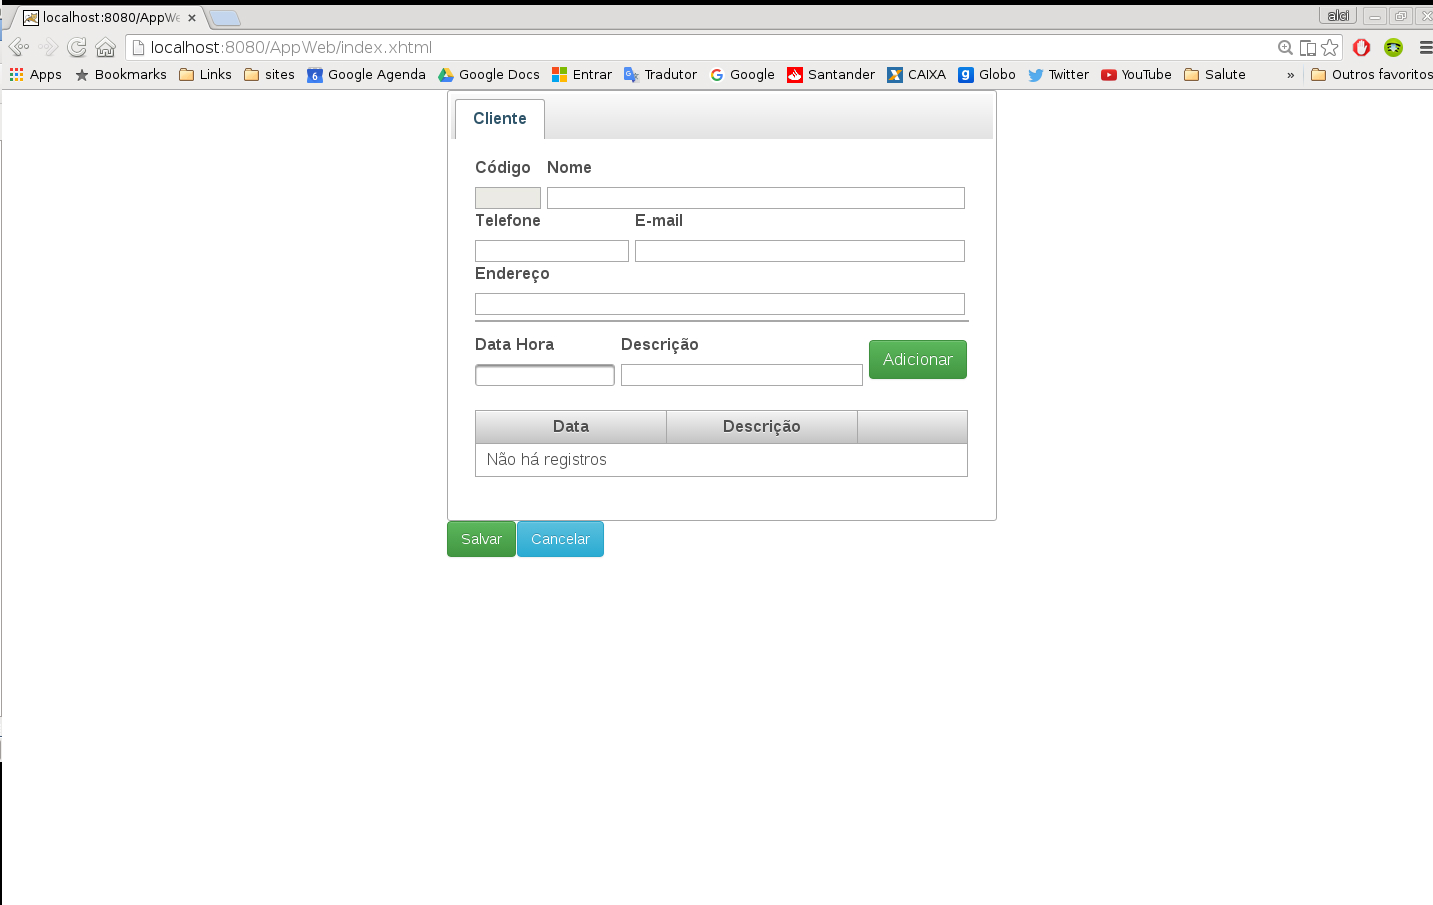 localhost:8080/AppWe
alci
localhost:8080/AppWeb/index.xhtml
Apps Bookmarks Links sites 6 Google Agenda Google Docs Entrar Tradutor Google Santander CAIXA Globo Twitter YouTube Salute » Outros favoritos
Cliente
Código Nome
Telefone E-mail
Endereço
Data Hora Descrição
Adicionar
Data Descrição
Não há registros
Salvar Cancelar